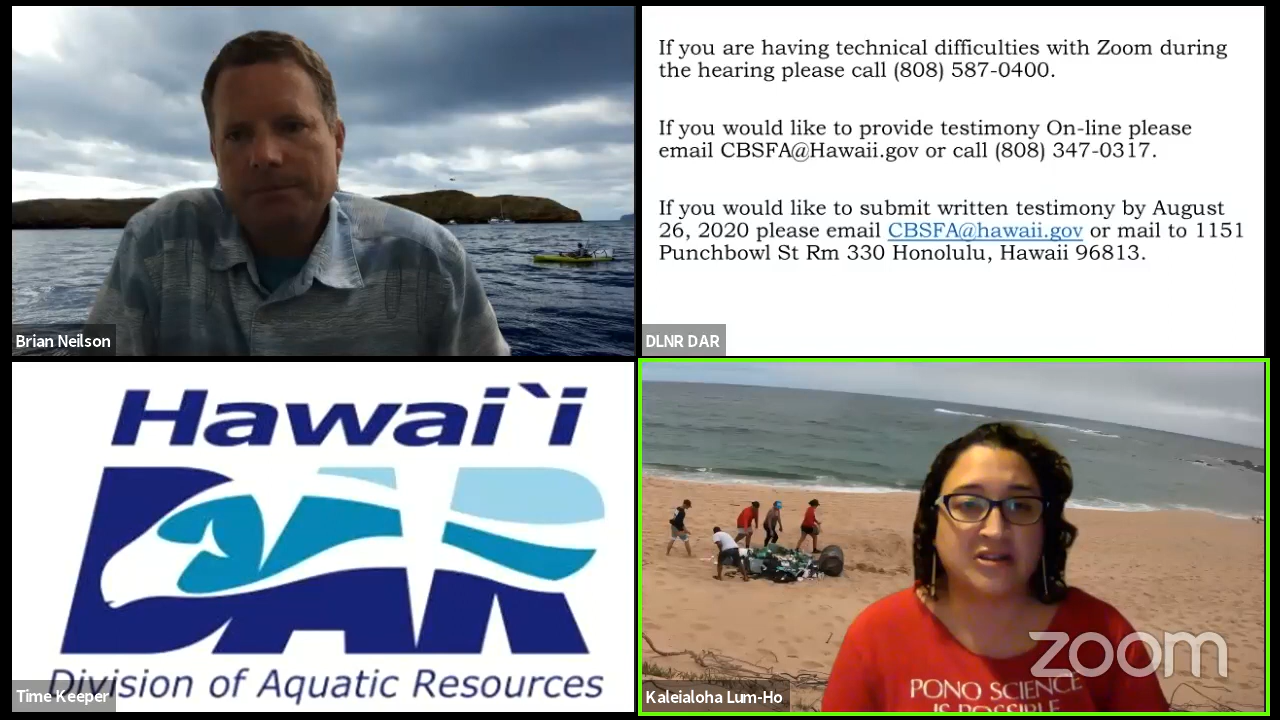 If you are having technical difficulties with Zoom during
the hearing please call (808) 587-0400.
If you would like to provide testimony On-line please
email CBSFA@Hawaii.gov or call (808) 347-0317.
If you would like to submit written testimony by August
26, 2020 please email CBSFA@hawaii.gov or mail to 1151
Punchbowl St Rm 330 Honolulu, Hawaii 96813.
Brian Neilson
DLNR DAR
Hawai`i
DAR
Division of Aquatic Resources
Time Keeper
PONO SCIENCE
IS POSSIBLE
zoom
Kaleialoha Lum-Ho